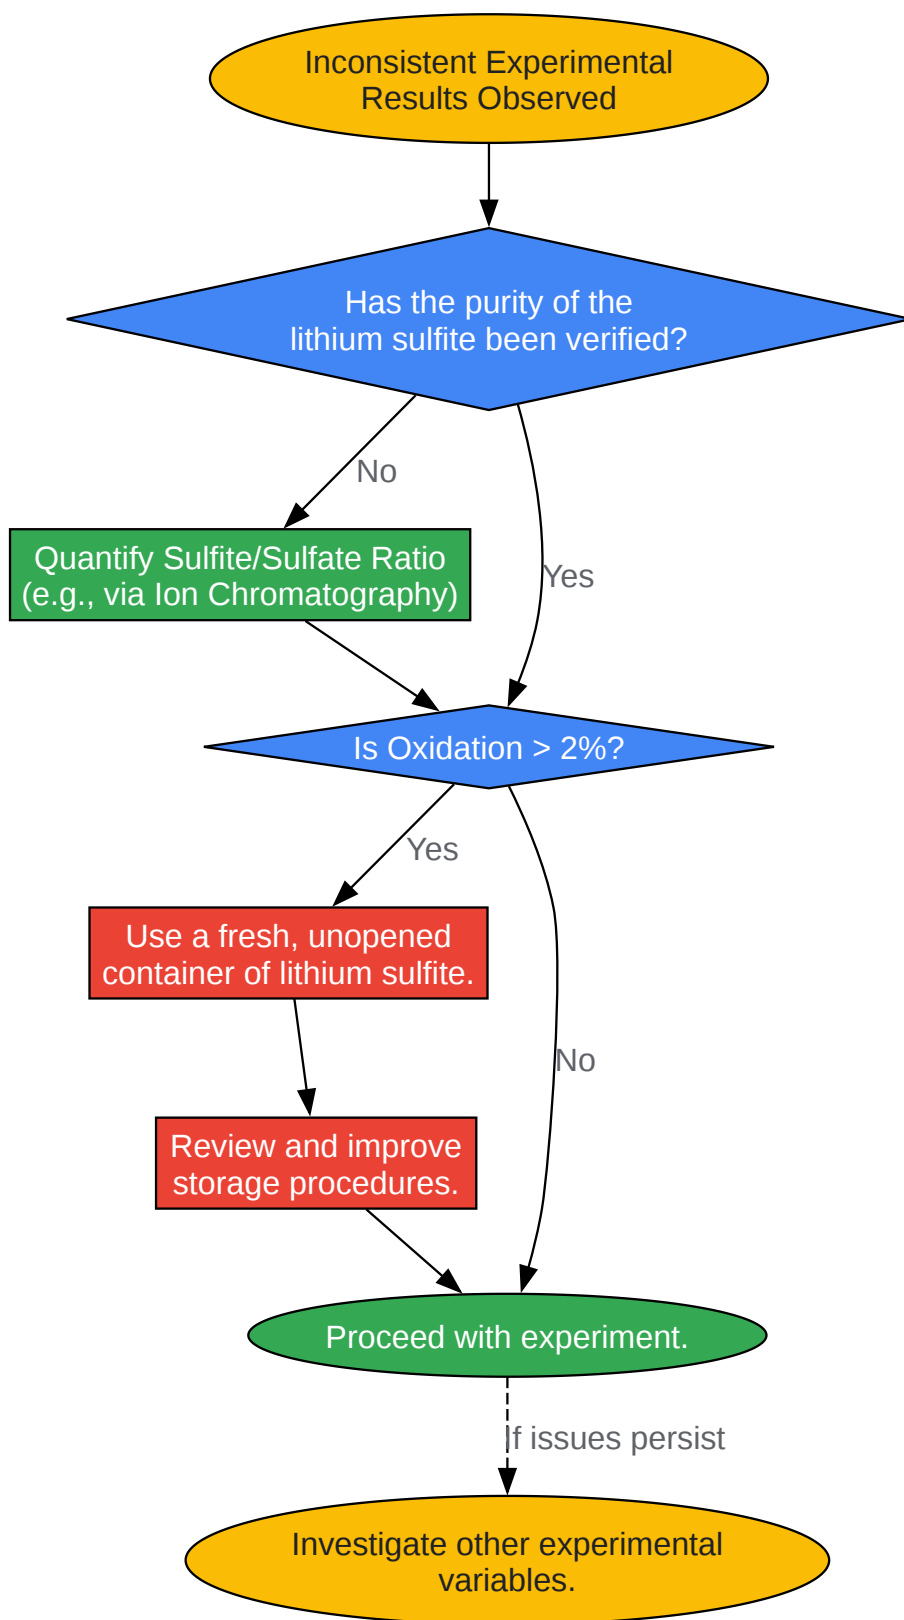 Inconsistent Experimental
Results Observed
Has the purity of the
lithium sulfite been verified?
No
Quantify Sulfite/Sulfate Ratio
(e.g., via Ion Chromatography)
Yes
Is Oxidation > 2%?
Yes
Use a fresh, unopened
container of lithium sulfite.
No
Review and improve
storage procedures.
Proceed with experiment.
If issues persist
Investigate other experimental
variables.